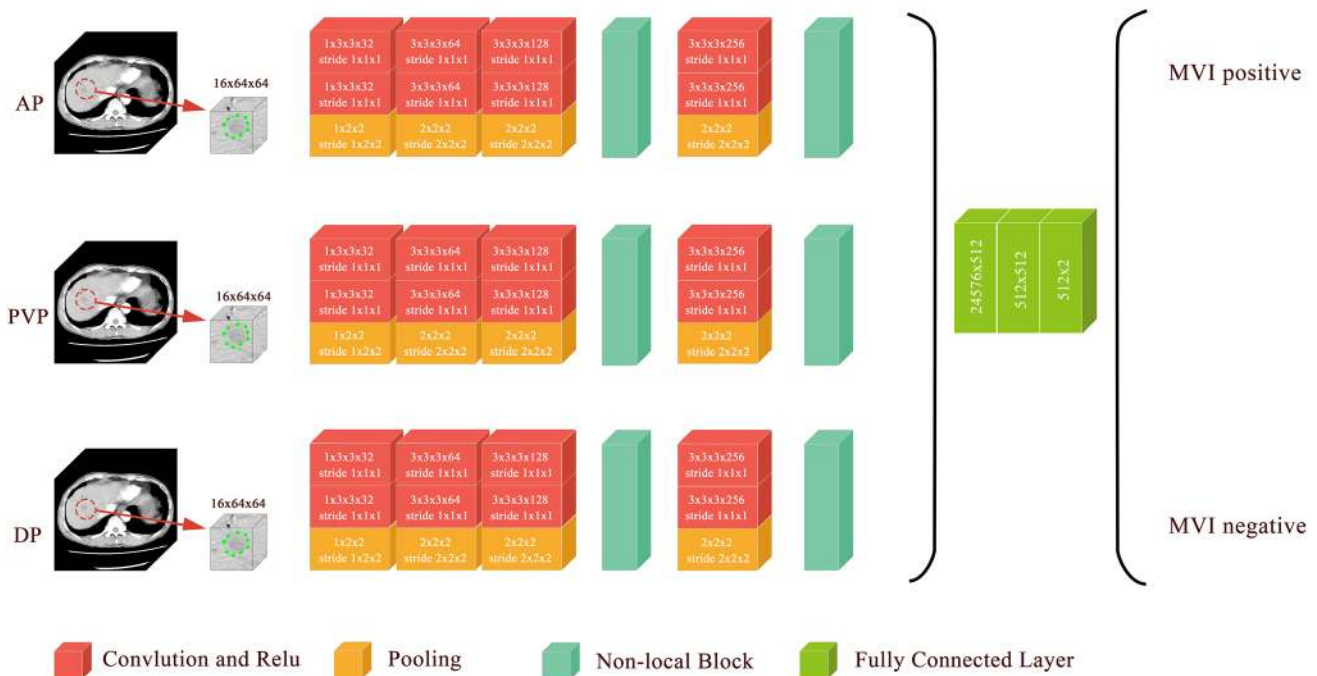 AP
16x64x64
1x3x3x32
stride 1x1x1
1x3x3x32
stride 1x1x1
1x2x2
stride 1x2x2
3x3x3x64
stride 1x1x1
3x3x3x64
stride 1x1x1
2x2x2
stride 2x2x2
3x3x3x128
stride 1x1x1
3x3x3x128
stride 1x1x1
2x2x2
stride 2x2x2
3x3x3x256
stride 1x1x1
3x3x3x256
stride 1x1x1
2x2x2
stride 2x2x2
PVP
16x64x64
1x3x3x32
stride 1x1x1
1x3x3x32
stride 1x1x1
1x2x2
stride 1x2x2
3x3x3x64
stride 1x1x1
3x3x3x64
stride 1x1x1
2x2x2
stride 2x2x2
3x3x3x128
stride 1x1x1
3x3x3x128
stride 1x1x1
2x2x2
stride 2x2x2
3x3x3x256
stride 1x1x1
3x3x3x256
stride 1x1x1
2x2x2
stride 2x2x2
DP
16x64x64
1x3x3x32
stride 1x1x1
1x3x3x32
stride 1x1x1
1x2x2
stride 1x2x2
3x3x3x64
stride 1x1x1
3x3x3x64
stride 1x1x1
2x2x2
stride 2x2x2
3x3x3x128
stride 1x1x1
3x3x3x128
stride 1x1x1
2x2x2
stride 2x2x2
3x3x3x256
stride 1x1x1
3x3x3x256
stride 1x1x1
2x2x2
stride 2x2x2
24576x512
512x512
512x2
MVI positive
MVI negative
Convlution and Relu
Pooling
Non-local Block
Fully Connected Layer